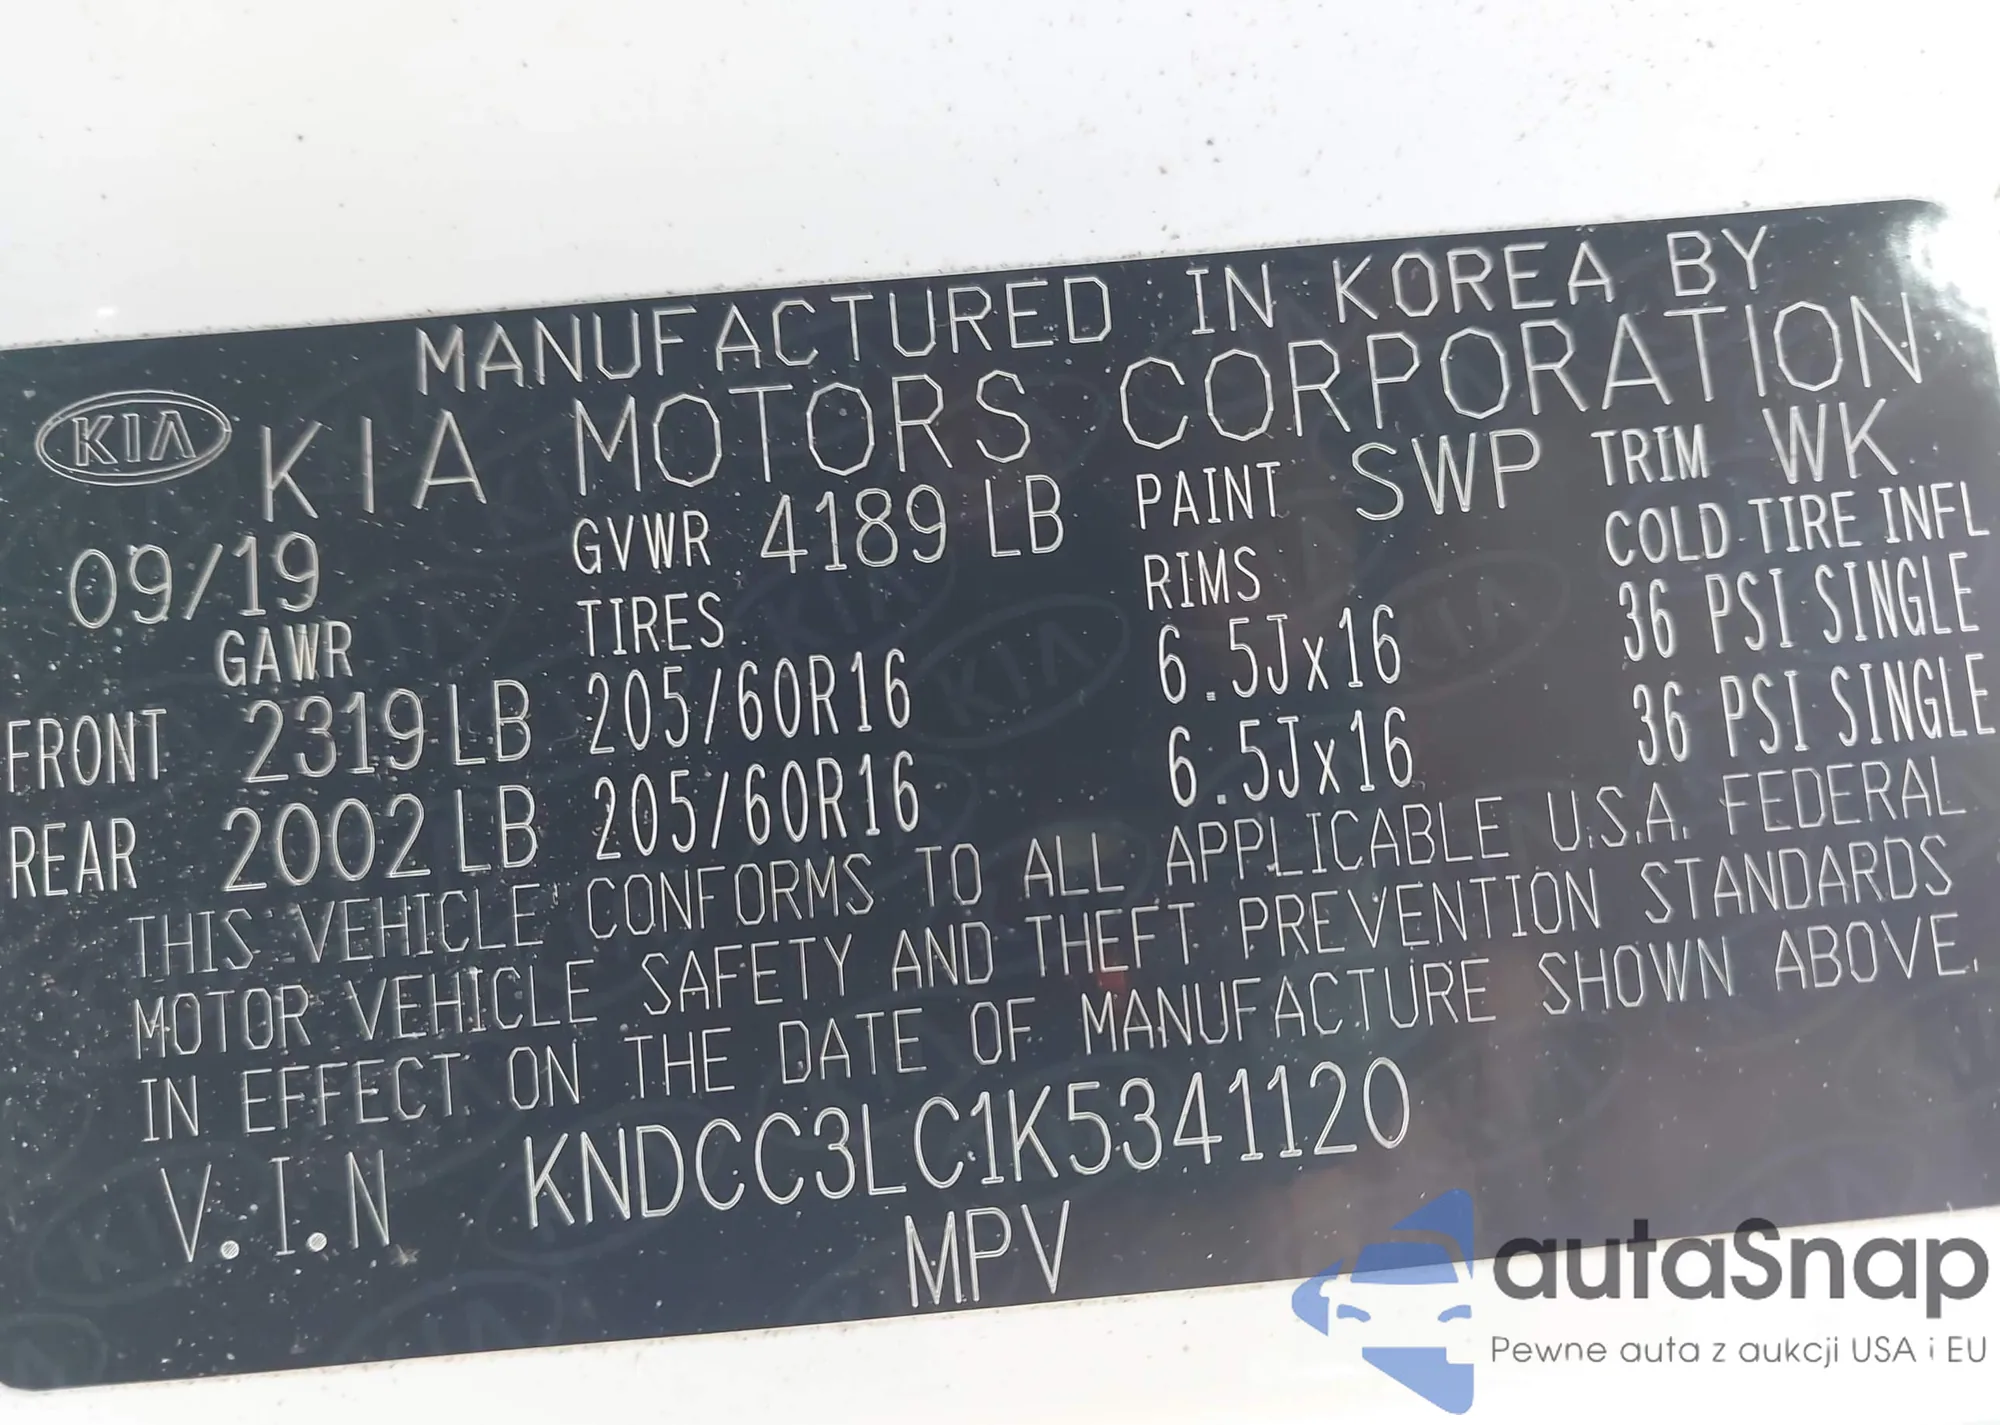 MANUFACTURED IN KOREA BY
KIA KIA MOTORS CORPORATION
09/19 GVWR 4189 LB PAINT SWP TRIM WK
GAWR TIRES RIMS COLD TIRE INFL
FRONT 2319 LB 205/60R16 6.5Jx16 36 PSI SINGLE
REAR 2002 LB 205/60R16 6.5Jx16 36 PSI SINGLE
THIS VEHICLE CONFORMS TO ALL APPLICABLE U.S.A. FEDERAL
MOTOR VEHICLE SAFETY AND THEFT PREVENTION STANDARDS
IN EFFECT ON THE DATE OF MANUFACTURE SHOWN ABOVE.
V.I.N KNDCC3LC1K5341120
MPV
autaSnap
Pewne auta z aukcji USA i EU